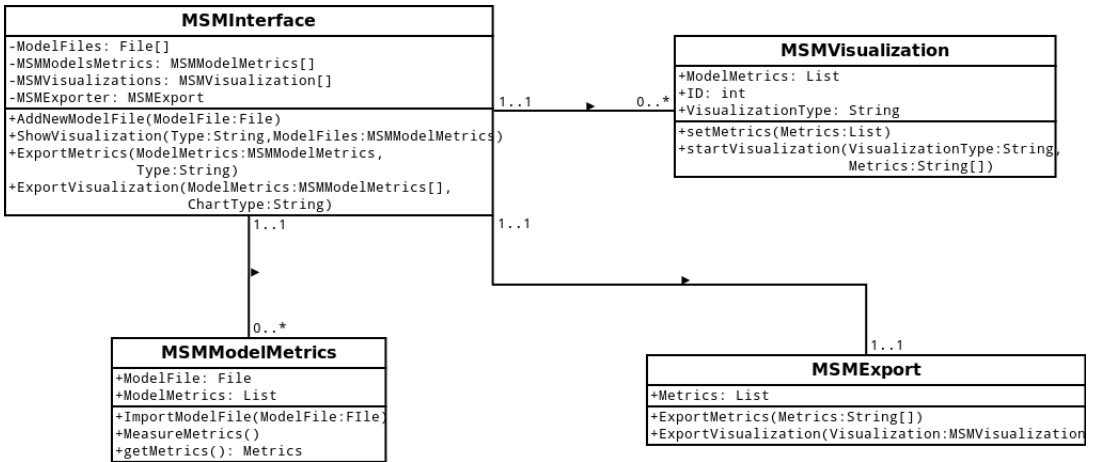 MSMInterface
-ModelFiles: File[]
-MSMModelsMetrics: MSMModelMetrics[]
-MSMVisualizations: MSMVisualization[]
-MSMExporter: MSMExport
+AddNewModelFile(ModelFile:File)
+ShowVisualization(Type:String,ModelFiles:MSMModelMetrics)
+ExportMetrics(ModelMetrics:MSMModelMetrics,
Type:String)
+ExportVisualization(ModelMetrics:MSMModelMetrics[],
ChartType:String)
1..1
0..*
MSMVisualization
+ModelMetrics: List
+ID: int
+VisualizationType: String
+setMetrics(Metrics:List)
+startVisualization(VisualizationType:String,
Metrics:String[])
1..1
1..1
0..*
MSMModelMetrics
+ModelFile: File
+ModelMetrics: List
+ImportModelFile(ModelFile:FIle)
+MeasureMetrics()
+getMetrics(): Metrics
1..1
MSMExport
+Metrics: List
+ExportMetrics(Metrics:String[])
+ExportVisualization(Visualization:MSMVisualization